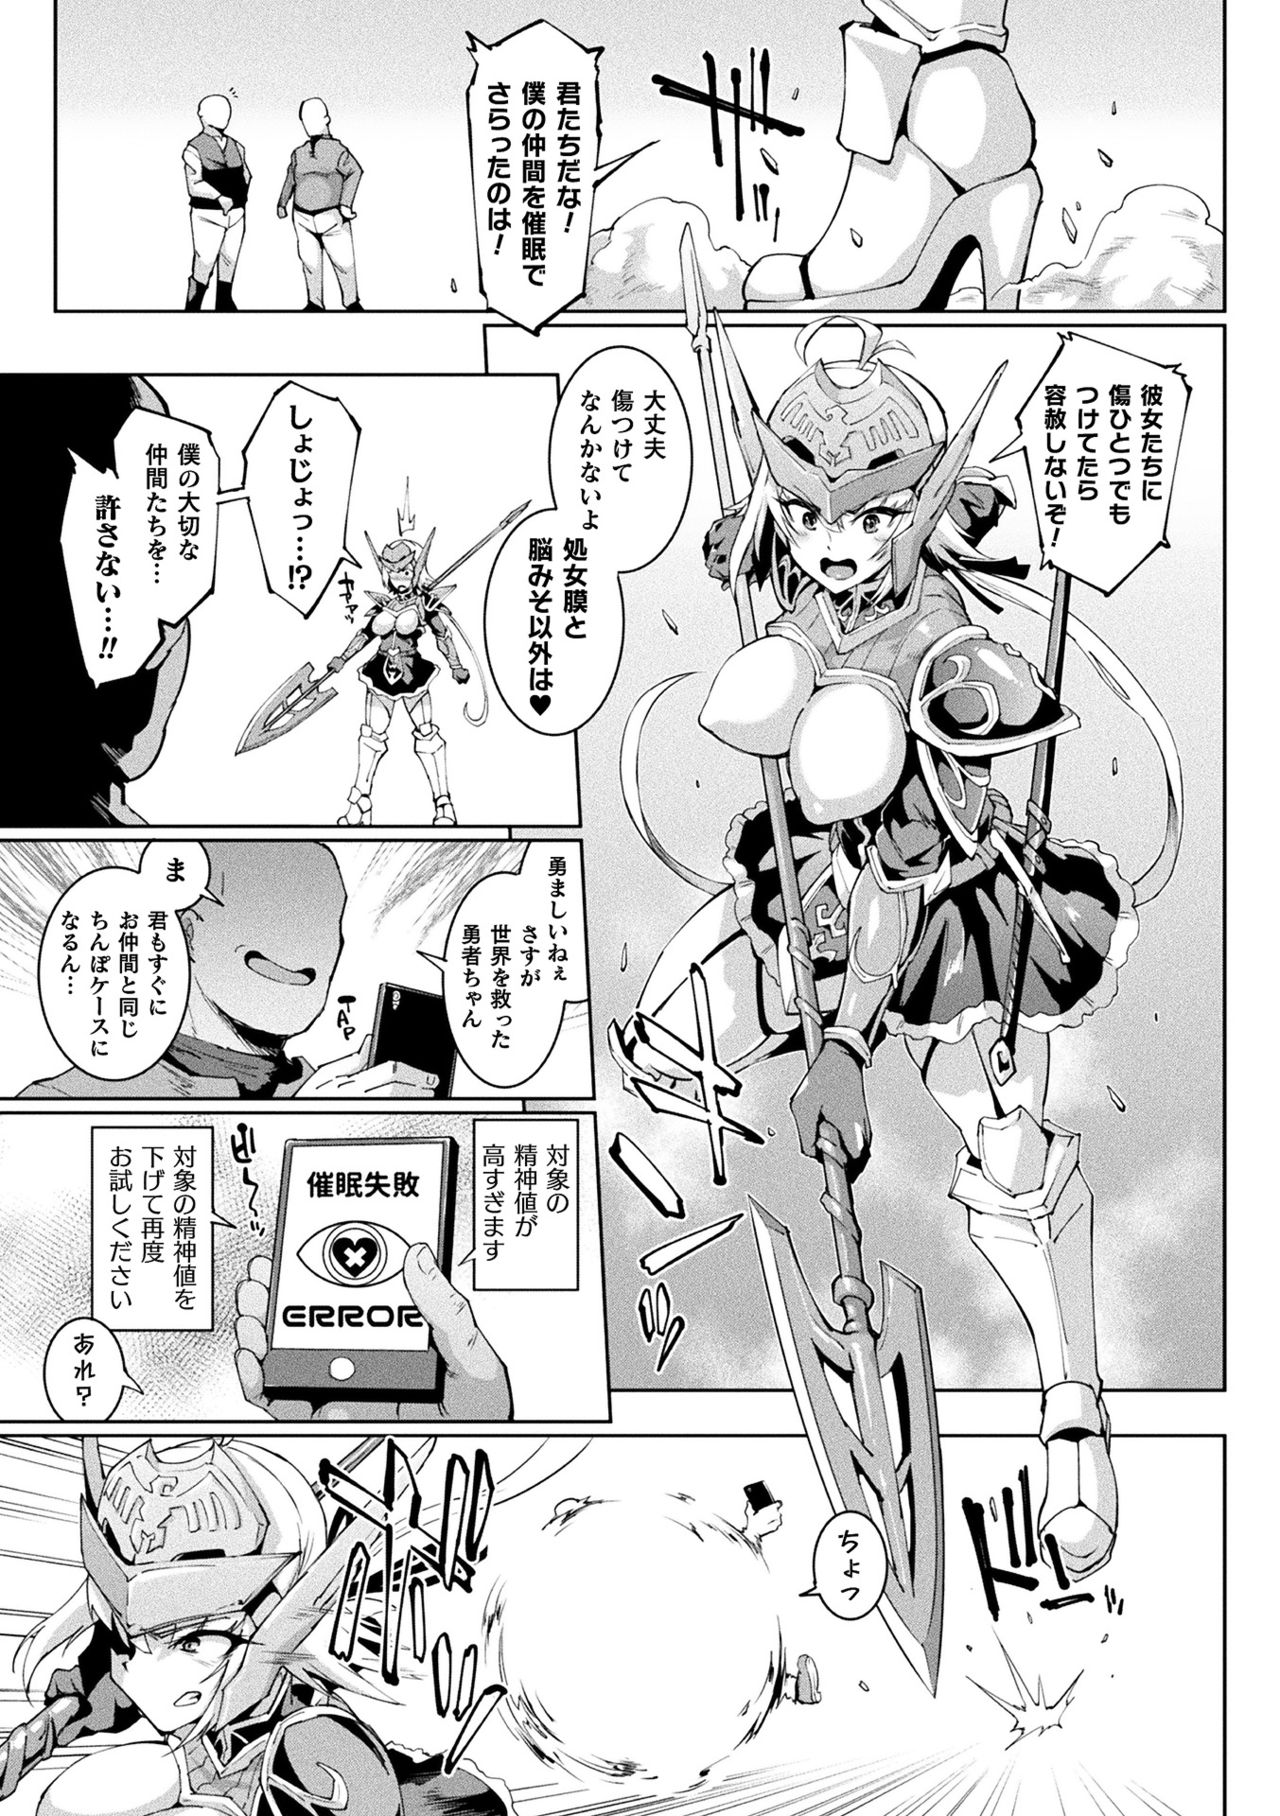 君たちだな！
僕の仲間を催眠で
さらったのは！
彼女たちに
傷ひとつでも
つけてたら
容赦しないぞ！
大丈夫
傷つけて
なんかないよ
処女膜と
脳みそ以外は♥
しょじょっ…!?
僕の大切な
仲間たちを…
許さない…!!
勇ましいねぇ
さすが
世界を救った
勇者ちゃん
TAP
ま
君もすぐに
お仲間と同じ
ちんぽケースに
なるん…
対象の
精神値が
高すぎます
催眠失敗
ERROR
対象の精神値を
下げて再度
お試しください
あれ？
ちょっ